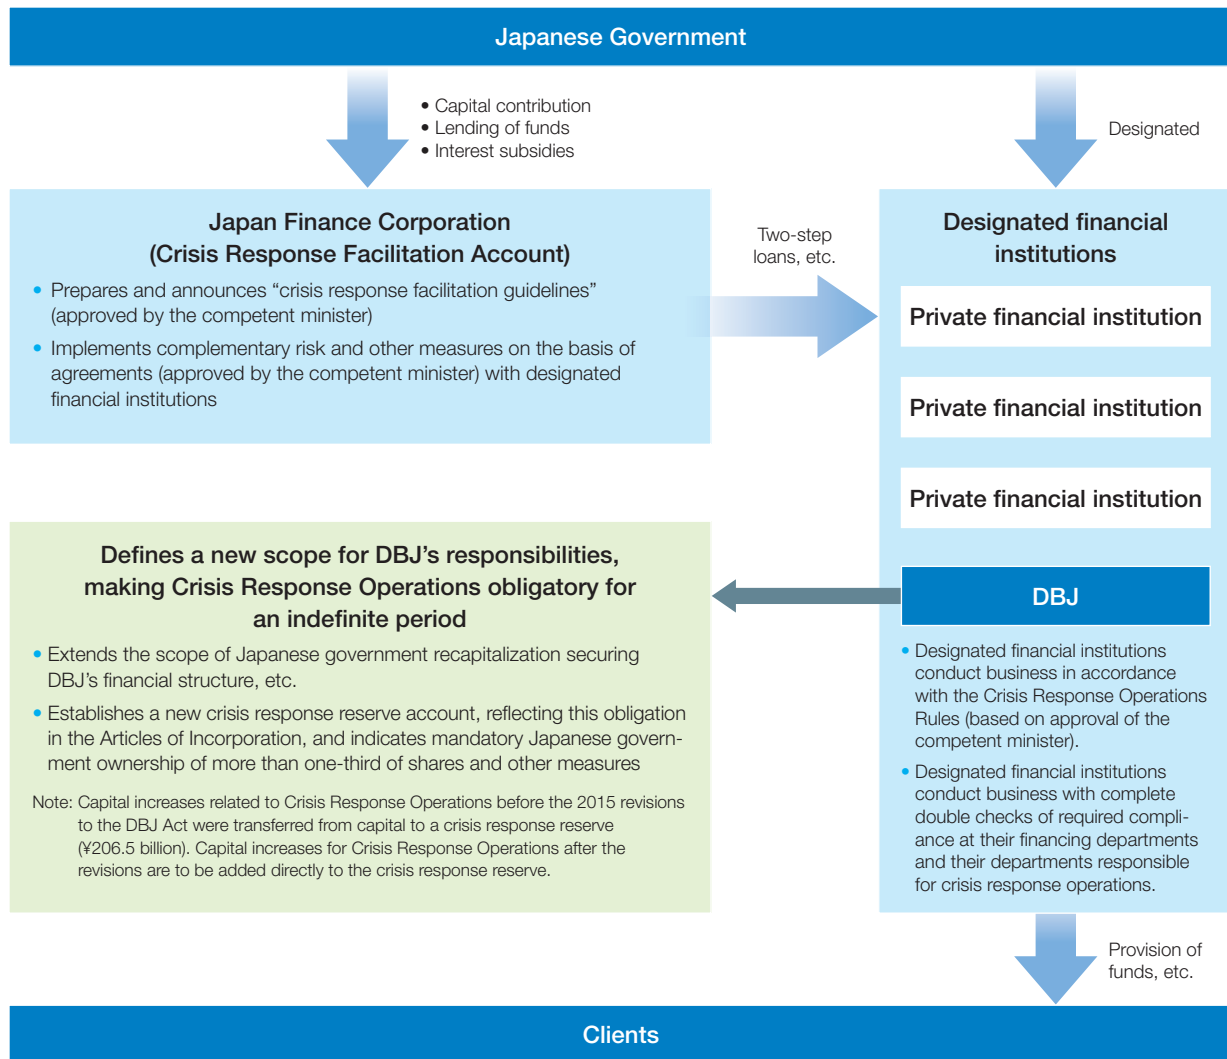 Japanese Government
• Capital contribution
• Lending of funds
• Interest subsidies
Designated
Japan Finance Corporation
(Crisis Response Facilitation Account)
• Prepares and announces “crisis response facilitation guidelines”
(approved by the competent minister)
• Implements complementary risk and other measures on the basis of
agreements (approved by the competent minister) with designated
financial institutions
Two-step
loans, etc.
Designated financial
institutions
Private financial institution
Private financial institution
Private financial institution
DBJ
• Designated financial institutions
conduct business in accordance
with the Crisis Response Operations
Rules (based on approval of the
competent minister).
• Designated financial institutions
conduct business with complete
double checks of required compli-
ance at their financing departments
and their departments responsible
for crisis response operations.
Defines a new scope for DBJ’s responsibilities,
making Crisis Response Operations obligatory for
an indefinite period
• Extends the scope of Japanese government recapitalization securing
DBJ’s financial structure, etc.
• Establishes a new crisis response reserve account, reflecting this obligation
in the Articles of Incorporation, and indicates mandatory Japanese govern-
ment ownership of more than one-third of shares and other measures
Note: Capital increases related to Crisis Response Operations before the 2015 revisions
to the DBJ Act were transferred from capital to a crisis response reserve
(¥206.5 billion). Capital increases for Crisis Response Operations after the
revisions are to be added directly to the crisis response reserve.
Provision of
funds, etc.
Clients